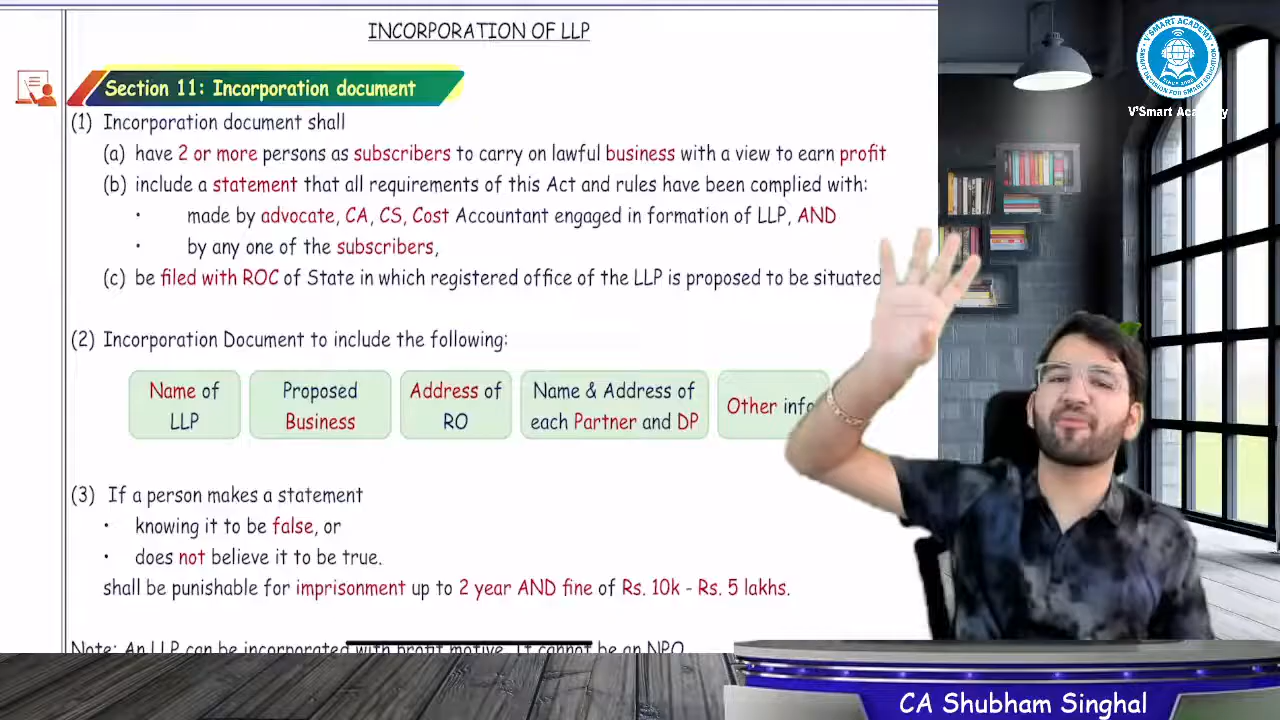 INCORPORATION OF LLP
Section 11: Incorporation document
(1) Incorporation document shall
(a) have 2 or more persons as subscribers to carry on lawful business with a view to earn profit
(b) include a statement that all requirements of this Act and rules have been complied with:
• made by advocate, CA, CS, Cost Accountant engaged in formation of LLP, AND
• by any one of the subscribers,
(c) be filed with ROC of State in which registered office of the LLP is proposed to be situated
(2) Incorporation Document to include the following:
Name of
LLP
Proposed
Business
Address of
RO
Name & Address of
each Partner and DP
Other info
(3) If a person makes a statement
• knowing it to be false, or
• does not believe it to be true.
shall be punishable for imprisonment up to 2 year AND fine of Rs. 10k - Rs. 5 lakhs.
Note: An LLP can be incorporated with profit motive. It cannot be an NPO
V'SMART ACADEMY
SMART DECISION FOR SMART EDUCATION
V'Smart Academy
CA Shubham Singhal